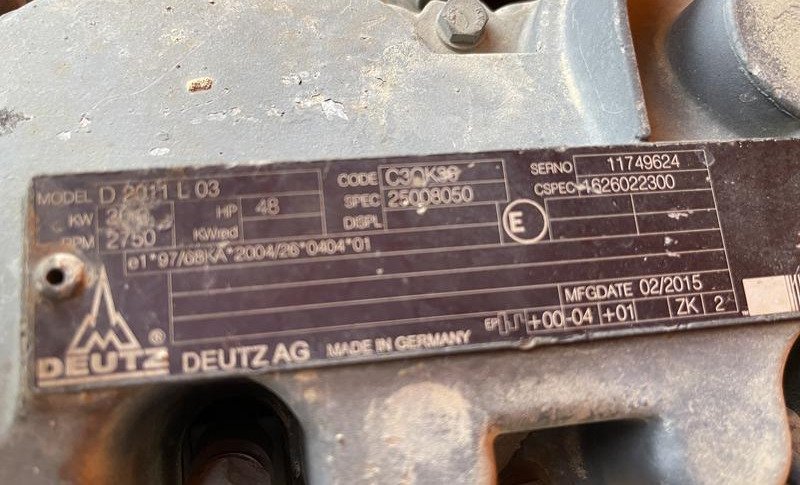 MODEL D 2011 L 03 CODE SERNO 11749624
KW HP 48 SPEC 25008050 CSPEC 1626022300
RPM 2750 KWred DISPL E
e1*97/68KA*2004/26*0404*01
MFGDATE 02/2015
EP +00-04 +01 ZK 2
DEUTZ ® DEUTZ AG MADE IN GERMANY